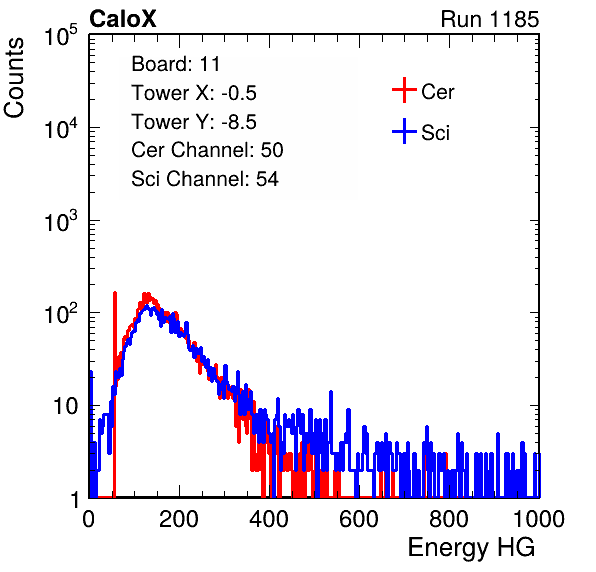 CaloX Run 1185
Counts
Board: 11
Tower X: -0.5
Tower Y: -8.5
Cer Channel: 50
Sci Channel: 54
Cer
Sci
10^5
10^4
10^3
10^2
10
1
0 200 400 600 800 1000
Energy HG